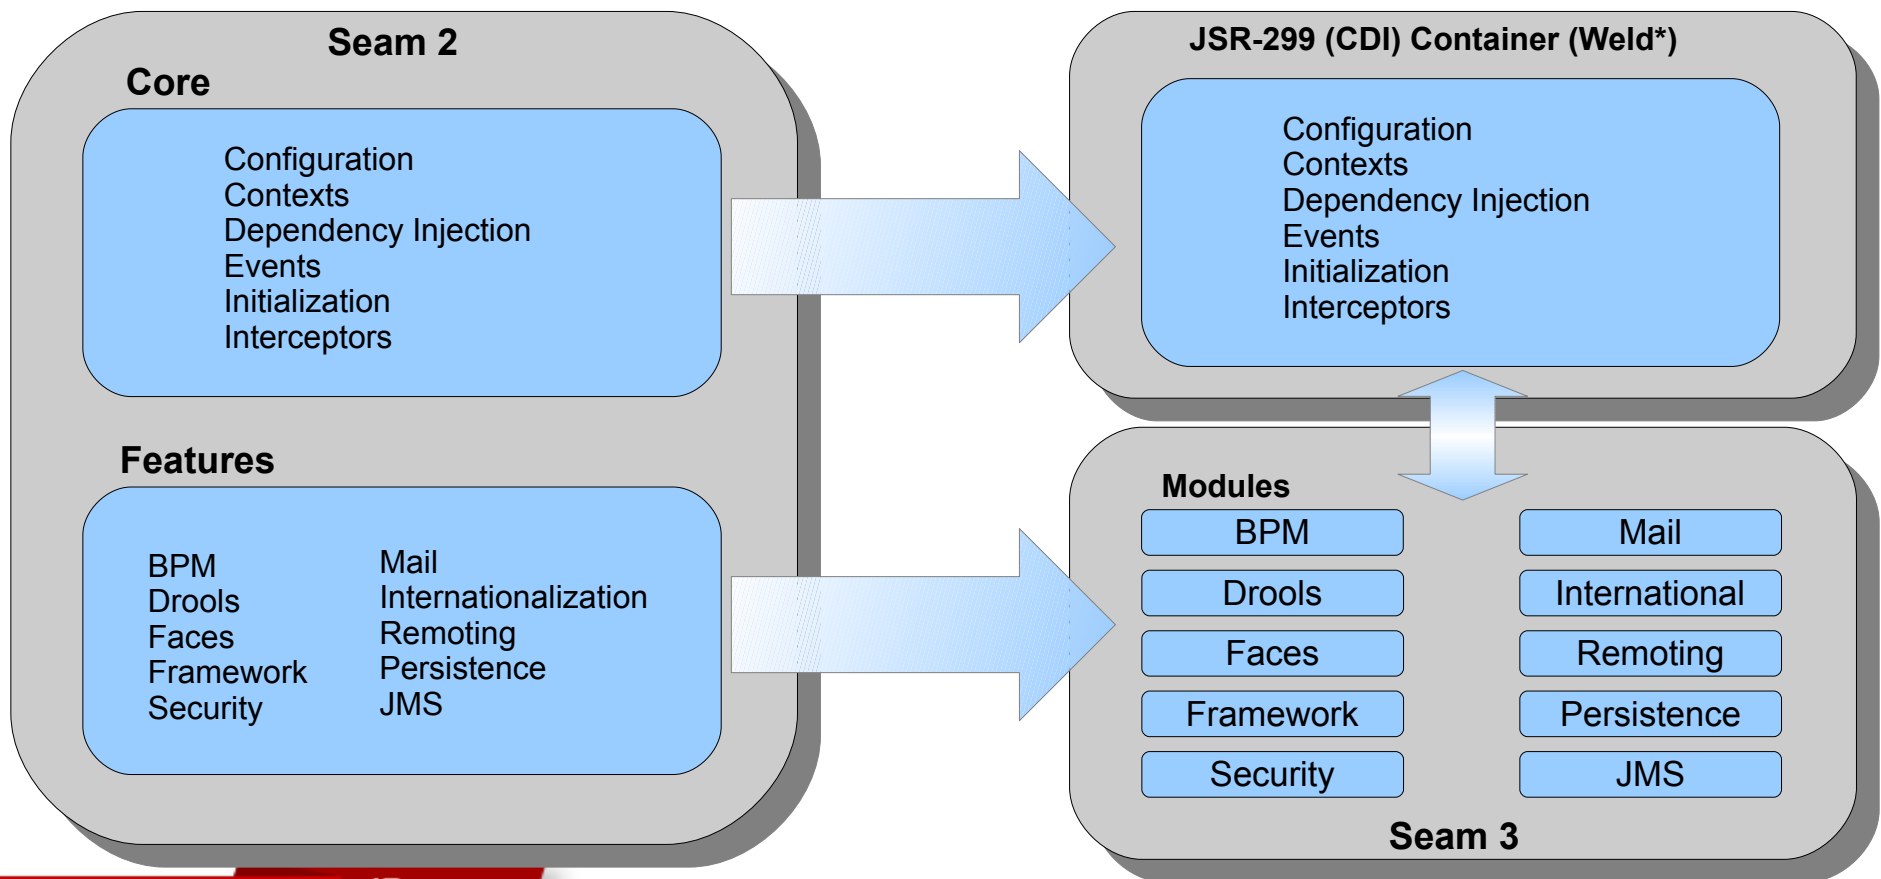 Seam 2
Core
Configuration
Contexts
Dependency Injection
Events
Initialization
Interceptors
Features
BPM
Drools
Faces
Framework
Security
Mail
Internationalization
Remoting
Persistence
JMS
JSR-299 (CDI) Container (Weld*)
Configuration
Contexts
Dependency Injection
Events
Initialization
Interceptors
Modules
BPM
Drools
Faces
Framework
Security
Mail
International
Remoting
Persistence
JMS
Seam 3